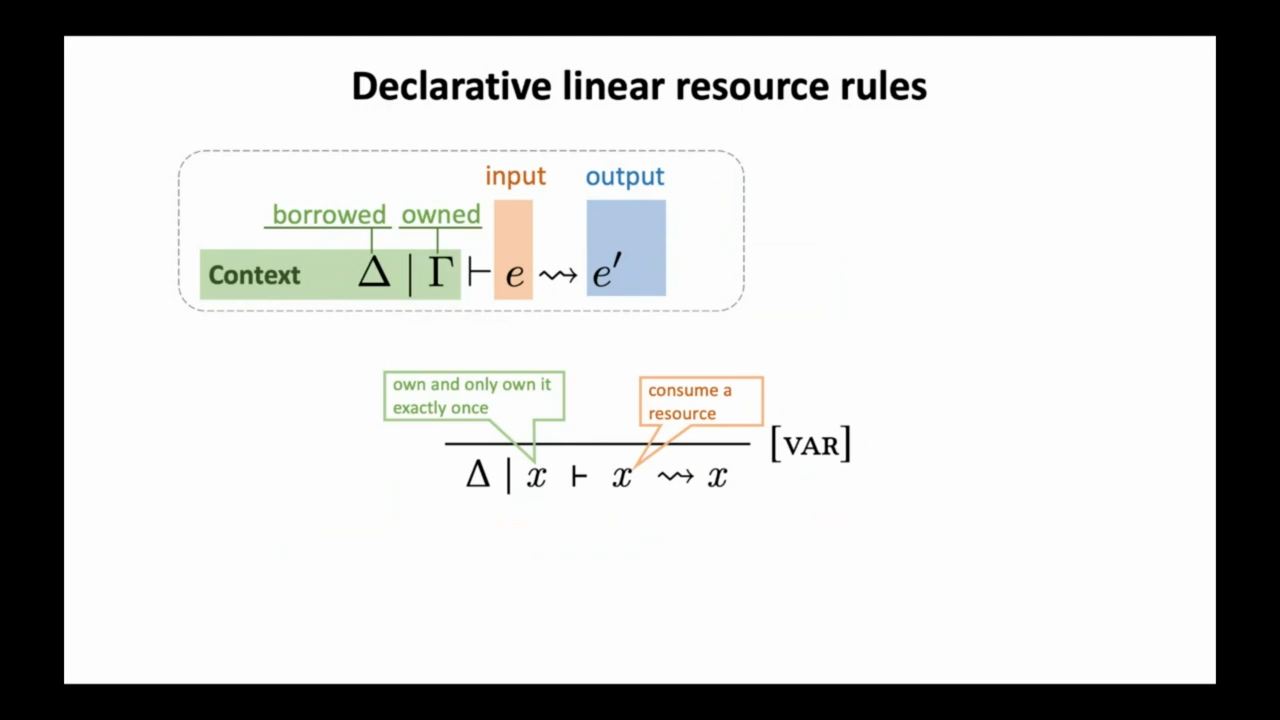 Declarative linear resource rules
input output
borrowed owned
Context Δ | Γ ⊢ e ⇝ e′
own and only own it
exactly once
consume a
resource
Δ | x ⊢ x ⇝ x [VAR]